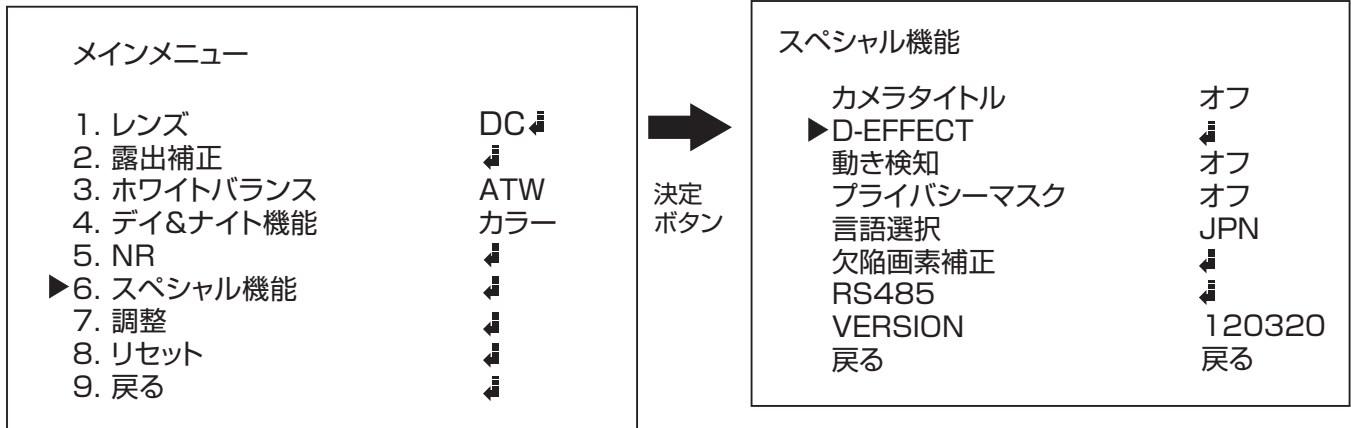 メインメニュー
1. レンズ DC
2. 露出補正
3. ホワイトバランス ATW
4. デイ&ナイト機能 カラー
5. NR
▶6. スペシャル機能
7. 調整
8. リセット
9. 戻る
決定
ボタン
スペシャル機能
カメラタイトル オフ
▶D-EFFECT
動き検知 オフ
プライバシーマスク オフ
言語選択 JPN
欠陥画素補正
RS485
VERSION 120320
戻る 戻る